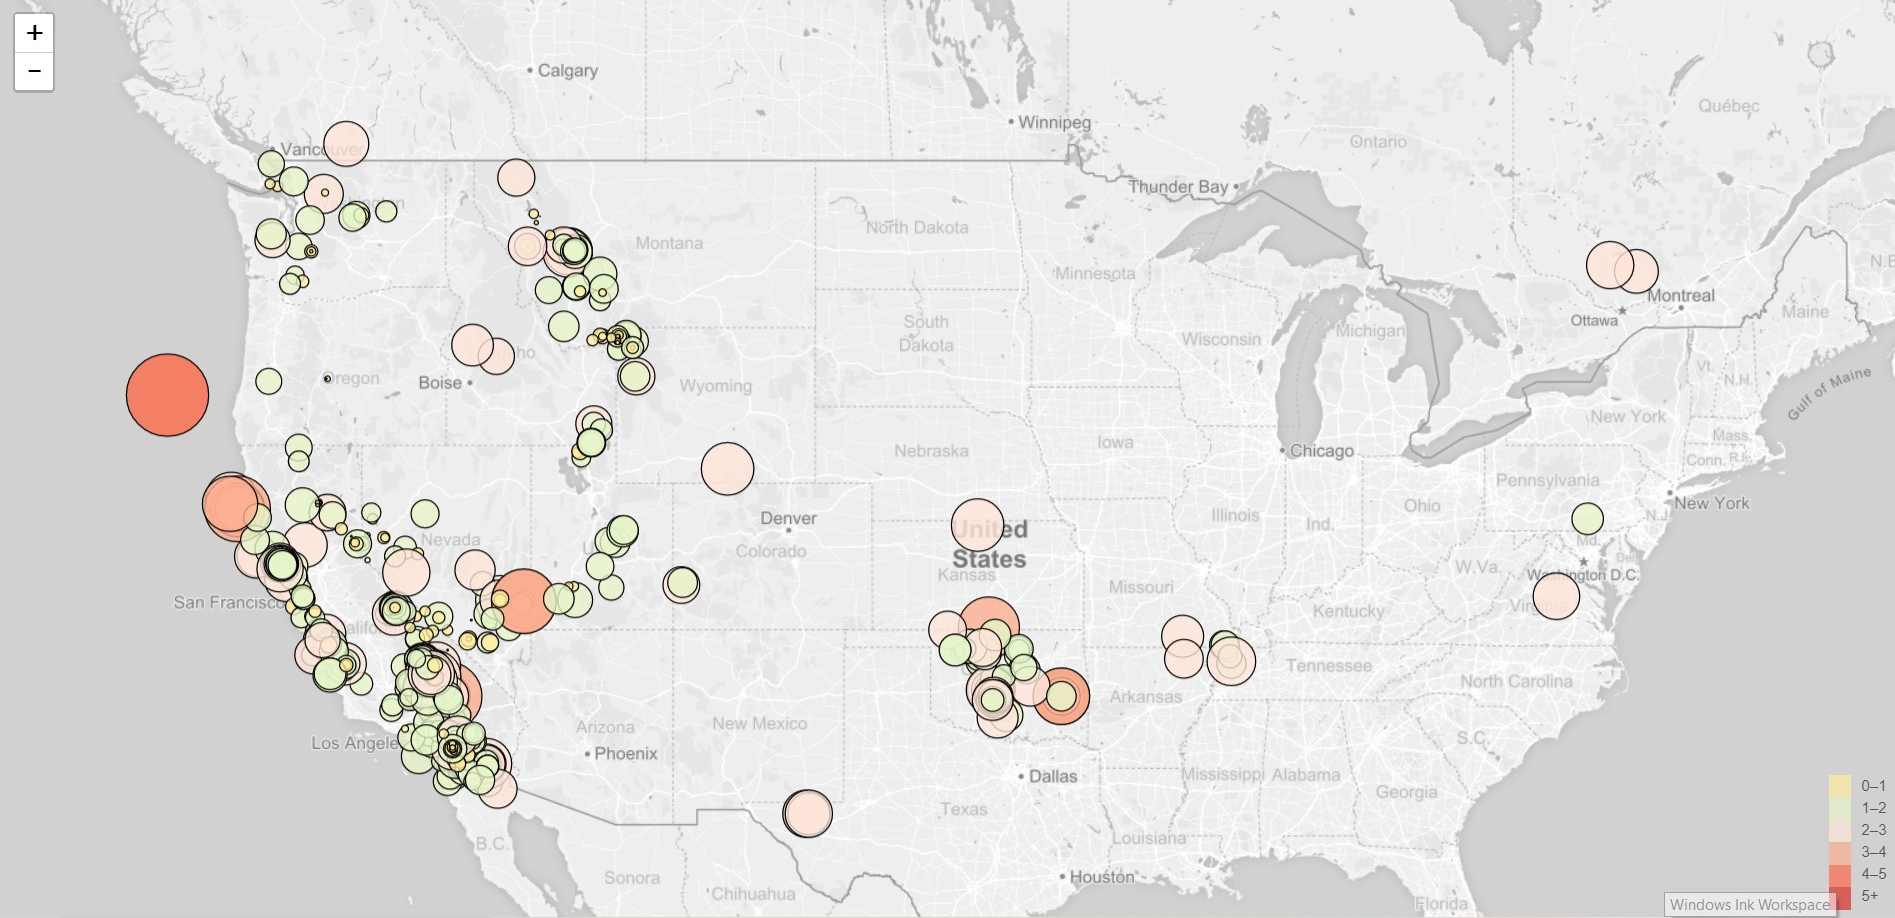 +
−
Calgary
Winnipeg
Québec
Ontario
Vancouver
Thunder Bay
North Dakota
Montana
Minnesota
N.B
Montreal
Ottawa
Maine
South
Dakota
Wisconsin
Michigan
Oregon
Boise
ho
Wyoming
Vt.
N.H.
Gulf of Maine
New York
Mass.
Conn.
R.I.
Nebraska
Iowa
Chicago
Pennsylvania
New York
N.J.
Ohio
Illinois
Ind.
Denver
Colorado
Nevada
U
United
States
Kansas
Missouri
Md.
Del.
Washington D.C.
W.Va.
Virginia
Kentucky
San Francisco
alifo
Tennessee
North Carolina
Arkansas
Arizona
New Mexico
Los Angele
Phoenix
S.C.
Dallas
Mississippi
Alabama
Georgia
Texas
Louisiana
B.C.
Sonora
Chihuahua
Houston
Florida
0–1
1–2
2–3
3–4
4–5
5+
Windows Ink Workspace